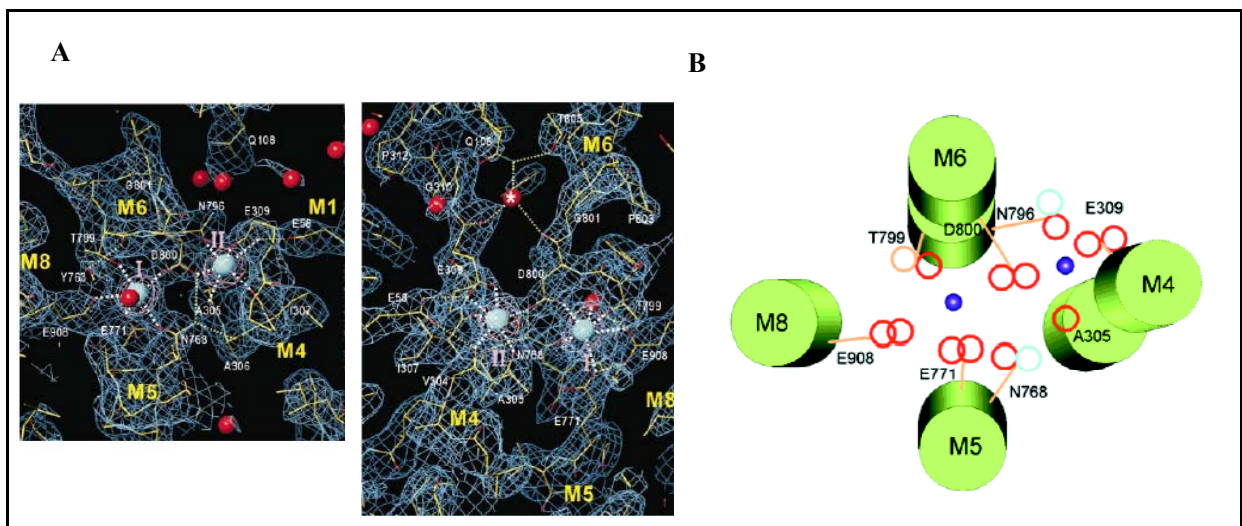 A
B
Q108
G801
M6
N796
E309
M1
E58
II
T799
D800
M8
Y763
I
A305
E908
E771
N768
I307
M4
A306
M5
T805
Q108
M6
P312
G310
G801
P803
E309
D800
E58
T799
II
N768
I
E908
I307
V304
A305
M8
M4
E771
M5
M6
N796
E309
T799
D800
M4
M8
A305
E908
E771
N768
M5